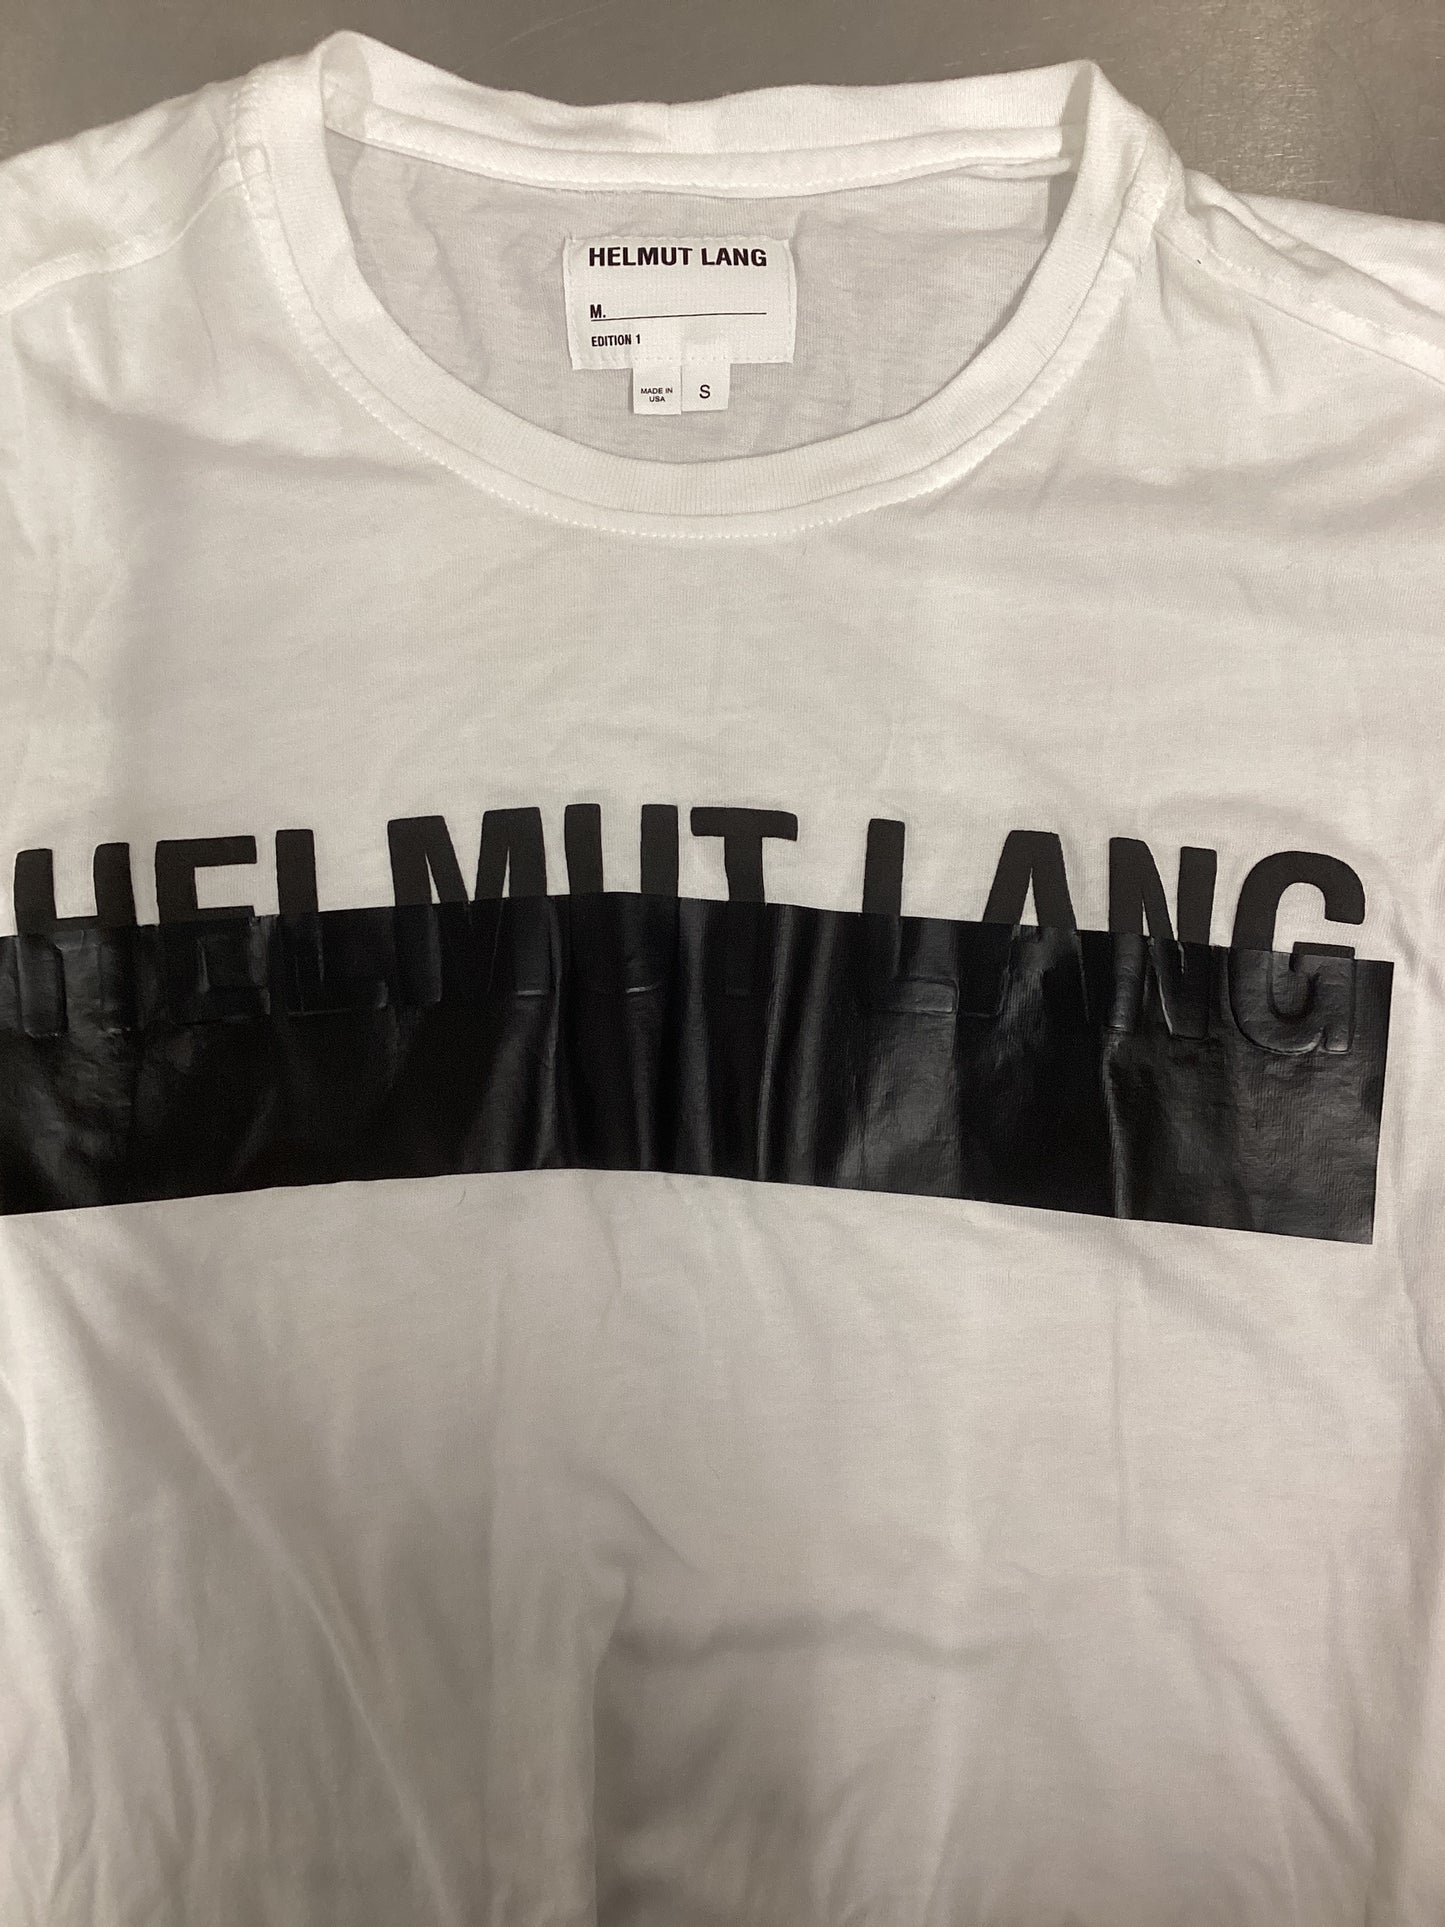 HELMUT LANG
M.
EDITION 1
MADE IN
USA
S
HELMUT LANG